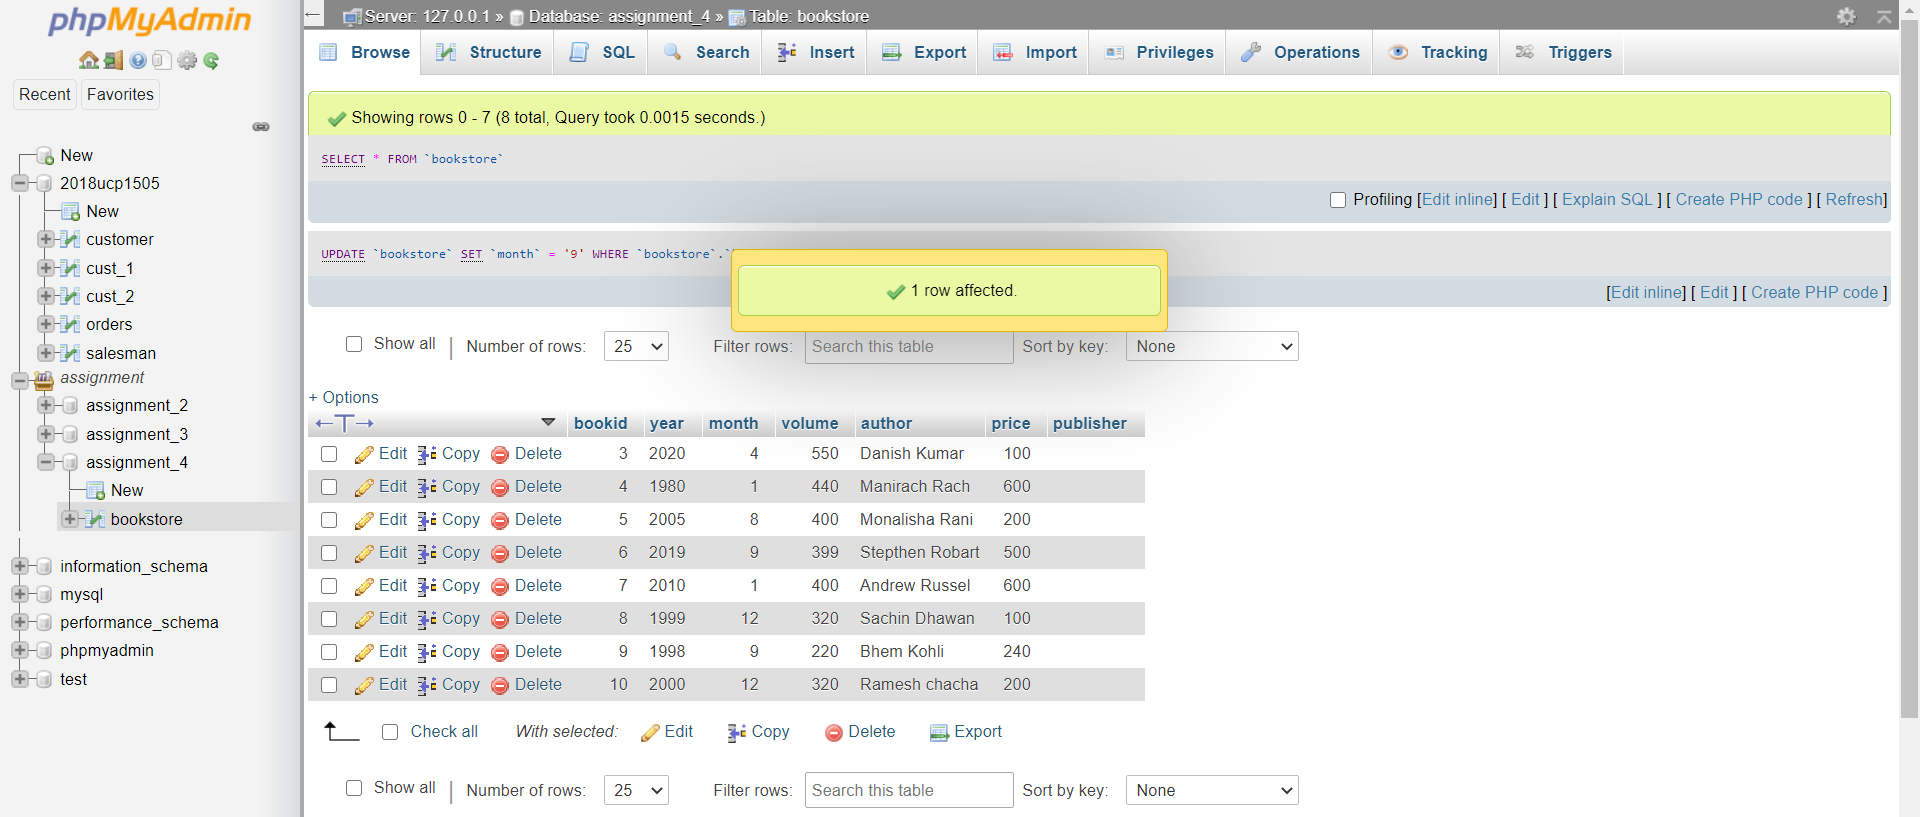 phpMyAdmin
Recent Favorites
New
2018ucp1505
New
customer
cust_1
cust_2
orders
salesman
assignment
assignment_2
assignment_3
assignment_4
New
bookstore
information_schema
mysql
performance_schema
phpmyadmin
test
Server: 127.0.0.1 » Database: assignment_4 » Table: bookstore
Browse Structure SQL Search Insert Export Import Privileges Operations Tracking Triggers
Showing rows 0 - 7 (8 total, Query took 0.0015 seconds.)
SELECT * FROM `bookstore`
Profiling [Edit inline] [ Edit ] [ Explain SQL ] [ Create PHP code ] [ Refresh]
UPDATE `bookstore` SET `month` = '9' WHERE `bookstore`.`
1 row affected.
[Edit inline] [ Edit ] [ Create PHP code ]
Show all | Number of rows: 25 Filter rows: Search this table Sort by key: None
+ Options
←T→ bookid year month volume author price publisher
Edit Copy Delete 3 2020 4 550 Danish Kumar 100
Edit Copy Delete 4 1980 1 440 Manirach Rach 600
Edit Copy Delete 5 2005 8 400 Monalisha Rani 200
Edit Copy Delete 6 2019 9 399 Stepthen Robart 500
Edit Copy Delete 7 2010 1 400 Andrew Russel 600
Edit Copy Delete 8 1999 12 320 Sachin Dhawan 100
Edit Copy Delete 9 1998 9 220 Bhem Kohli 240
Edit Copy Delete 10 2000 12 320 Ramesh chacha 200
Check all With selected: Edit Copy Delete Export
Show all | Number of rows: 25 Filter rows: Search this table Sort by key: None